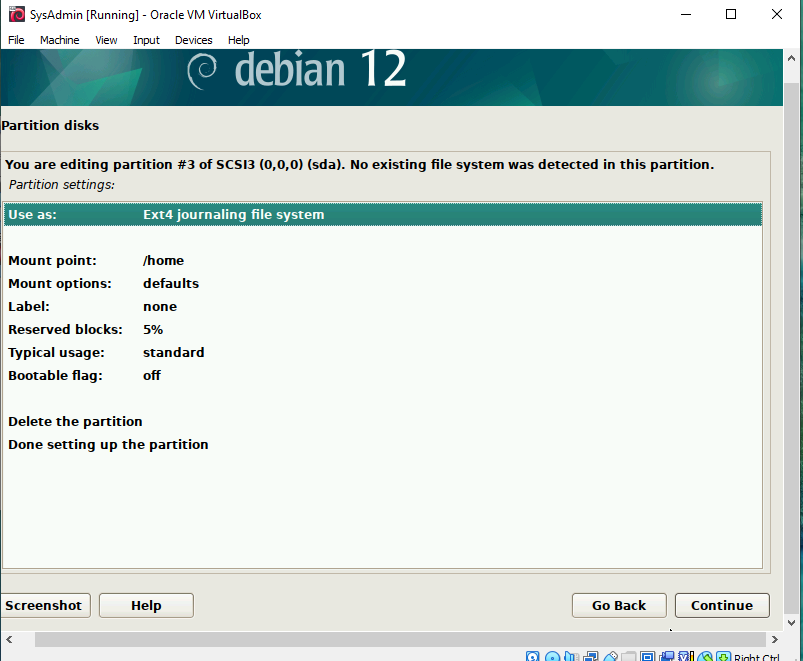 SysAdmin [Running] - Oracle VM VirtualBox
File Machine View Input Devices Help
debian 12
Partition disks
You are editing partition #3 of SCSI3 (0,0,0) (sda). No existing file system was detected in this partition.
Partition settings:
Use as: Ext4 journaling file system
Mount point: /home
Mount options: defaults
Label: none
Reserved blocks: 5%
Typical usage: standard
Bootable flag: off
Delete the partition
Done setting up the partition
Screenshot Help Go Back Continue
Right Ctrl